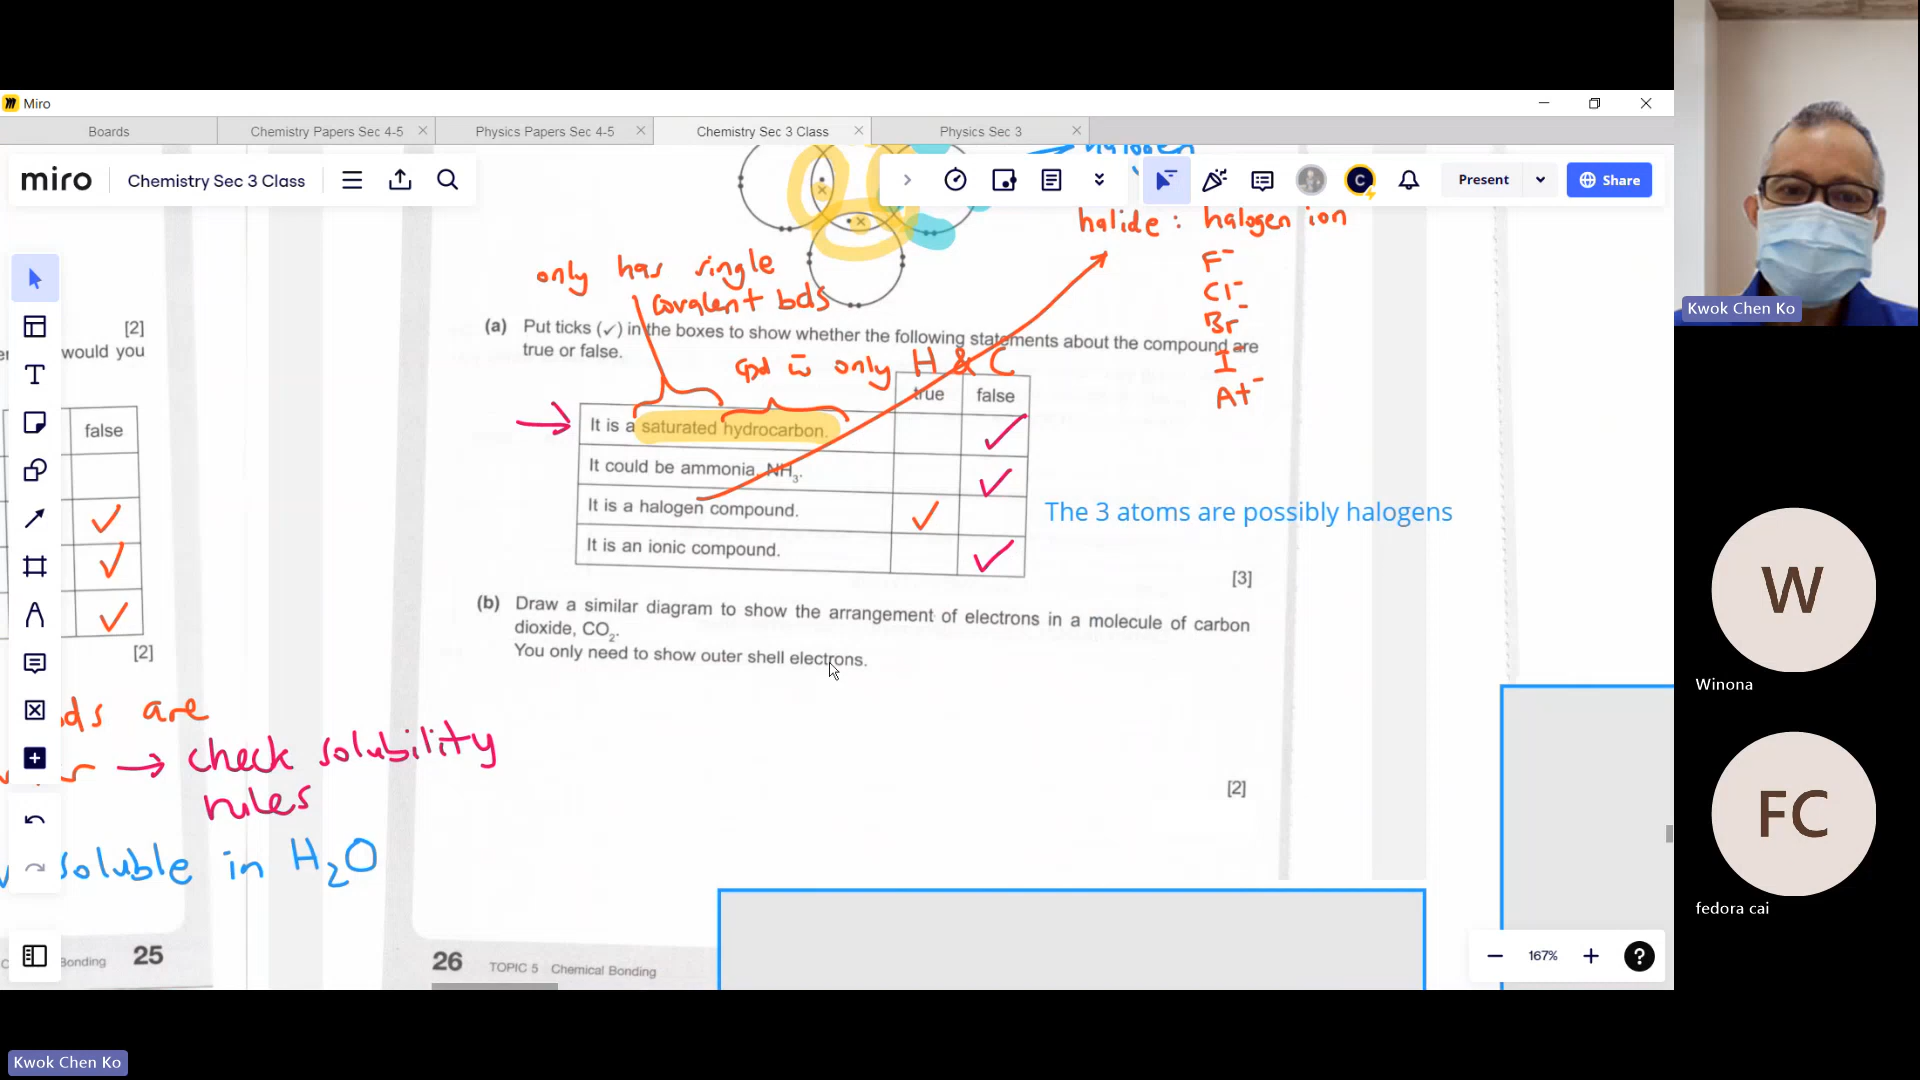 Miro
Boards
Chemistry Papers Sec 4-5
Physics Papers Sec 4-5
Chemistry Sec 3 Class
Physics Sec 3
miro
Chemistry Sec 3 Class
Present
Share
halogen
halide : halogen ion
F⁻
Cl⁻
Br⁻
I⁻
At⁻
only has single
covalent bds
[2]
would you
false
[2]
(a) Put ticks (✓) in the boxes to show whether the following statements about the compound are
true or false.
cpd w̄ only H & C
true false
It is a saturated hydrocarbon. ✓
It could be ammonia, NH₃. ✓
It is a halogen compound. ✓
It is an ionic compound. ✓
The 3 atoms are possibly halogens
[3]
(b) Draw a similar diagram to show the arrangement of electrons in a molecule of carbon
dioxide, CO₂.
You only need to show outer shell electrons.
[2]
are
→ check solubility
rules
soluble in H₂O
Bonding 25
26 TOPIC 5 Chemical Bonding
167%
Kwok Chen Ko
W
Winona
FC
fedora cai
Kwok Chen Ko